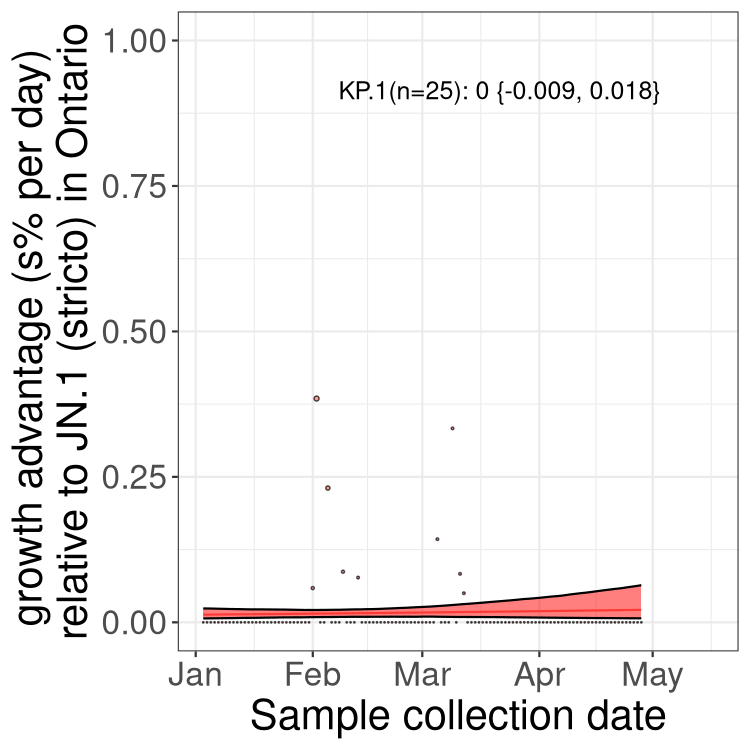 growth advantage (s% per day)
relative to JN.1 (stricto) in Ontario
1.00
0.75
0.50
0.25
0.00
KP.1(n=25): 0 {-0.009, 0.018}
Jan Feb Mar Apr May
Sample collection date